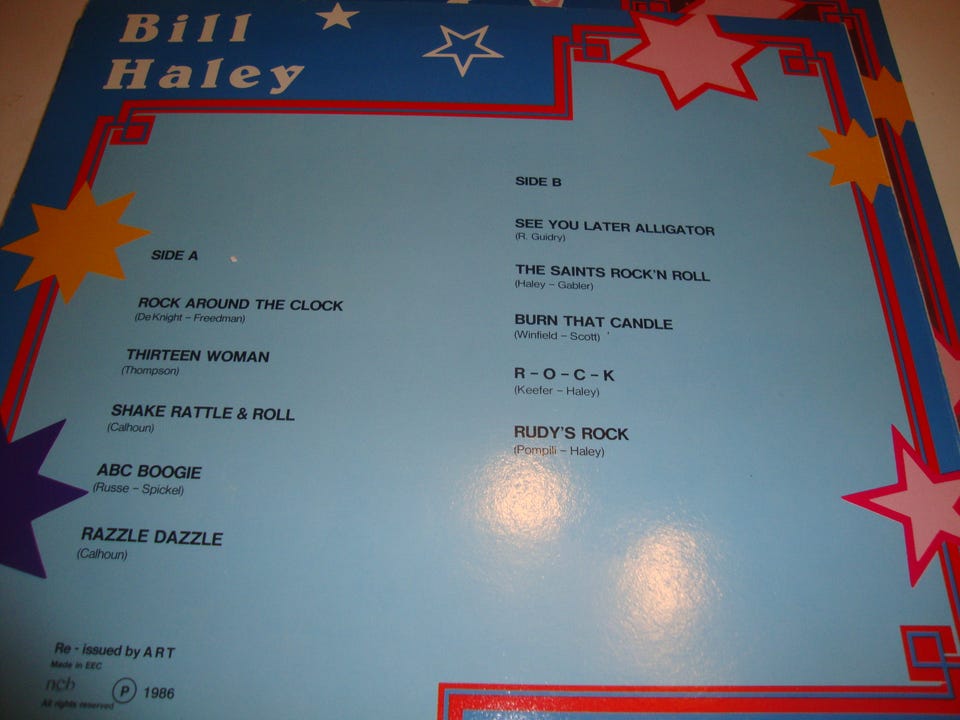 Bill
Haley
SIDE A
ROCK AROUND THE CLOCK
(De Knight – Freedman)
THIRTEEN WOMAN
(Thompson)
SHAKE RATTLE & ROLL
(Calhoun)
ABC BOOGIE
(Russe – Spickel)
RAZZLE DAZZLE
(Calhoun)
SIDE B
SEE YOU LATER ALLIGATOR
(R. Guidry)
THE SAINTS ROCK'N ROLL
(Haley – Gabler)
BURN THAT CANDLE
(Winfield – Scott)
R – O – C – K
(Keefer – Haley)
RUDY'S ROCK
(Pompili – Haley)
Re - issued by A R T
Made in EEC
ncb P 1986
All rights reserved